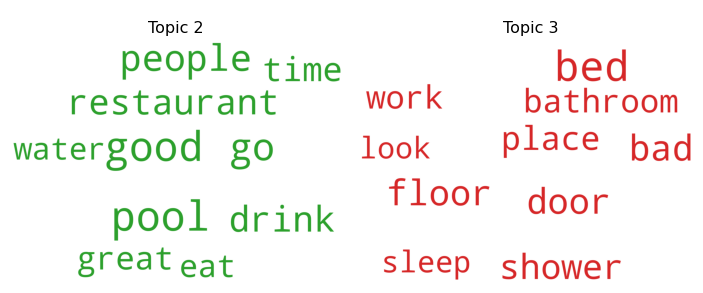 Topic 2
people time
restaurant
water good go
pool drink
great eat
Topic 3
bed
work bathroom
look place bad
floor door
sleep shower